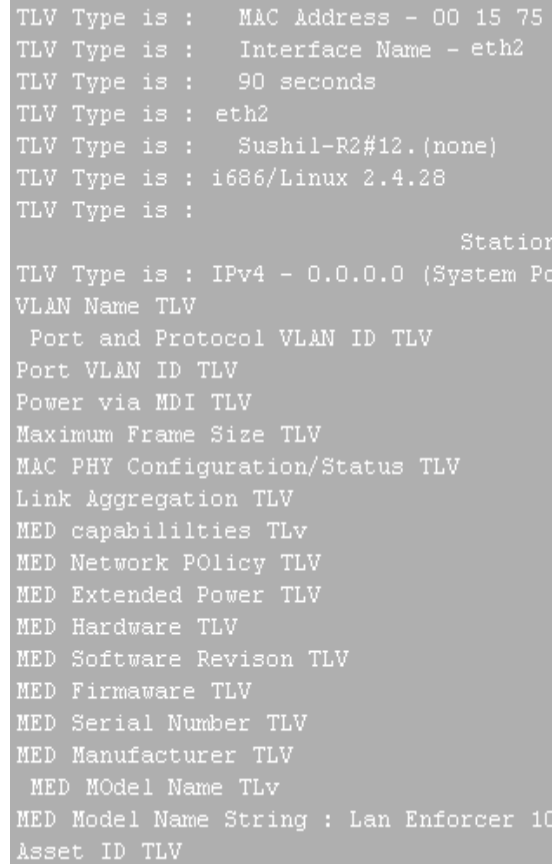 TLV Type is :   MAC Address - 00 15 75
TLV Type is :   Interface Name - eth2
TLV Type is :   90 seconds
TLV Type is : eth2
TLV Type is :   Sushil-R2#12.(none)
TLV Type is : i686/Linux 2.4.28
TLV Type is :
Station
TLV Type is : IPv4 - 0.0.0.0 (System Po
VLAN Name TLV
Port and Protocol VLAN ID TLV
Port VLAN ID TLV
Power via MDI TLV
Maximum Frame Size TLV
MAC PHY Configuration/Status TLV
Link Aggregation TLV
MED capabililties TLv
MED Network POlicy TLV
MED Extended Power TLV
MED Hardware TLV
MED Software Revison TLV
MED Firmaware TLV
MED Serial Number TLV
MED Manufacturer TLV
MED MOdel Name TLv
MED Model Name String : Lan Enforcer 10
Asset ID TLV